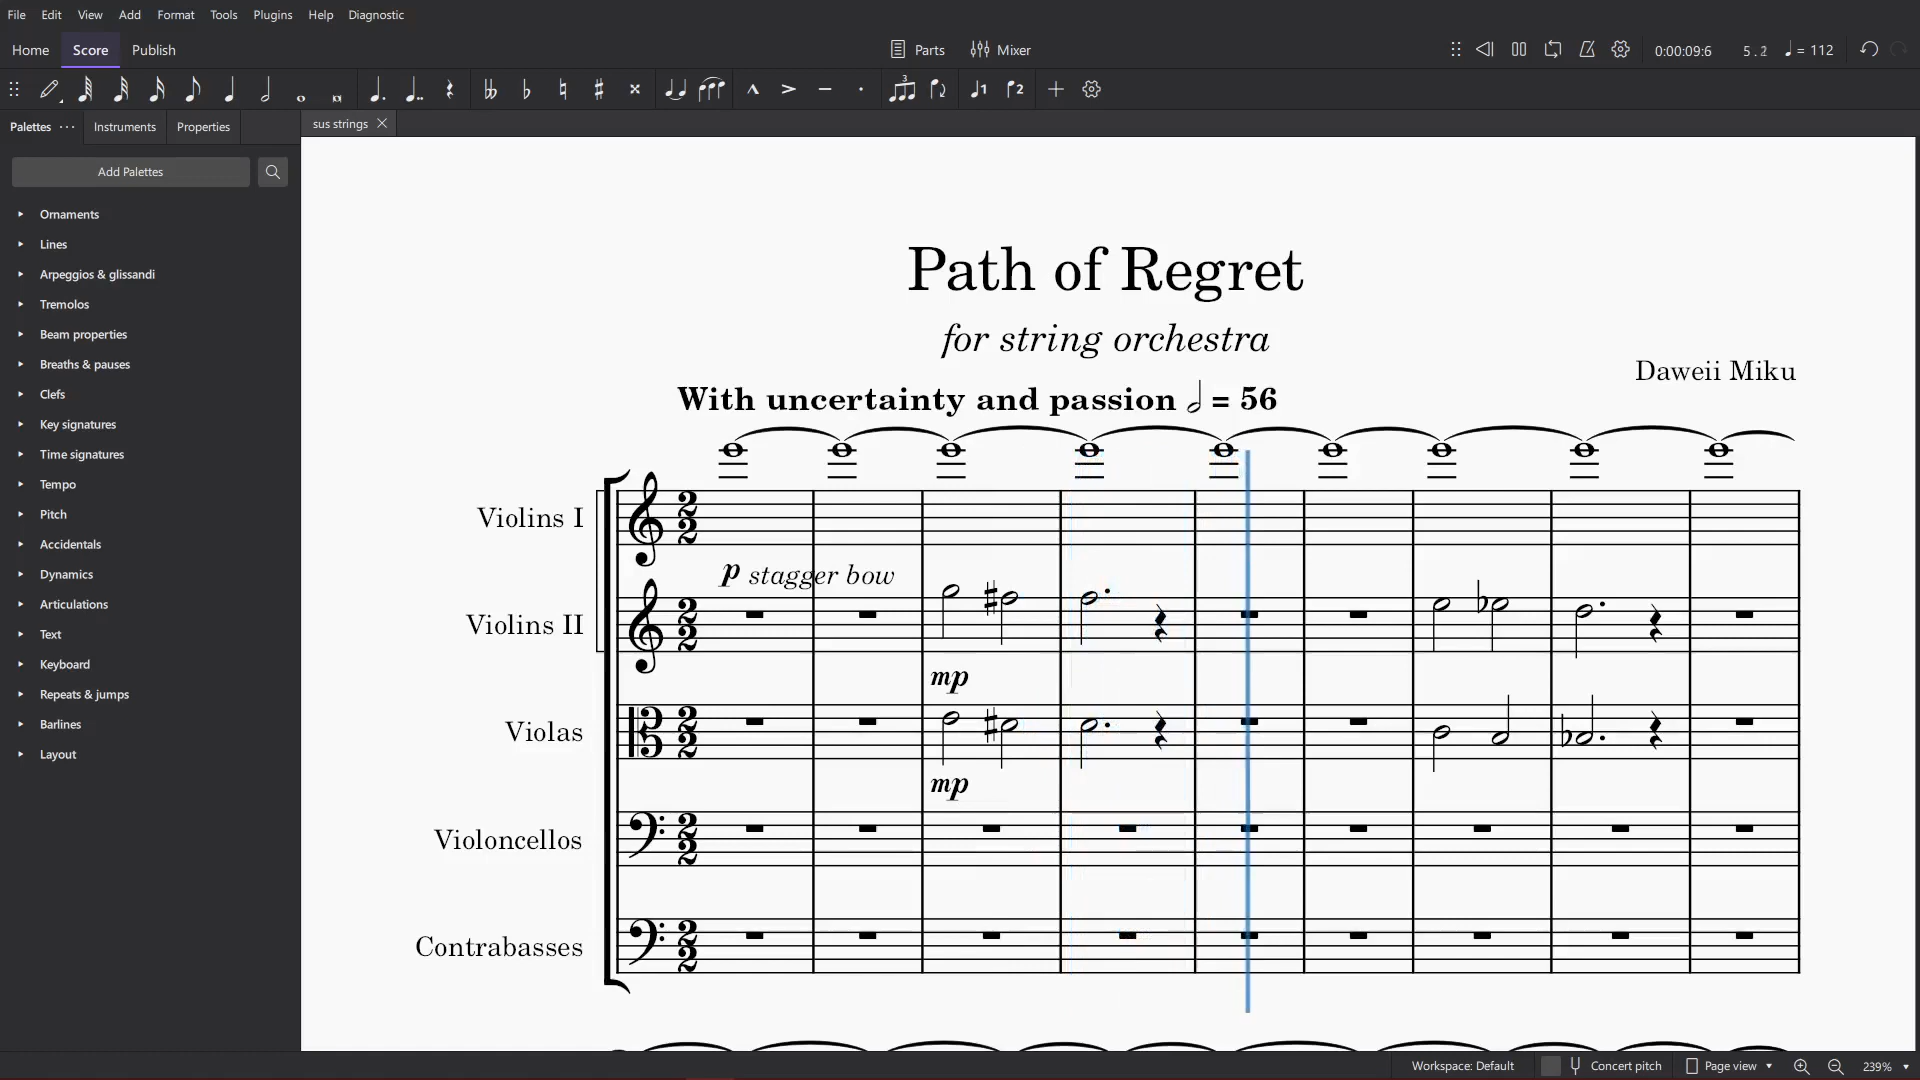 File Edit View Add Format Tools Plugins Help Diagnostic
Home Score Publish Parts Mixer 0:00:09:6 5 . 2 = 112
3 1 2
Palettes ··· Instruments Properties sus strings
Add Palettes
Ornaments
Lines
Arpeggios & glissandi
Tremolos
Beam properties
Breaths & pauses
Clefs
Key signatures
Time signatures
Tempo
Pitch
Accidentals
Dynamics
Articulations
Text
Keyboard
Repeats & jumps
Barlines
Layout
Path of Regret
for string orchestra
Daweii Miku
With uncertainty and passion = 56
Violins I
p stagger bow
Violins II
mp
Violas
mp
Violoncellos
Contrabasses
Workspace: Default Concert pitch Page view 239%